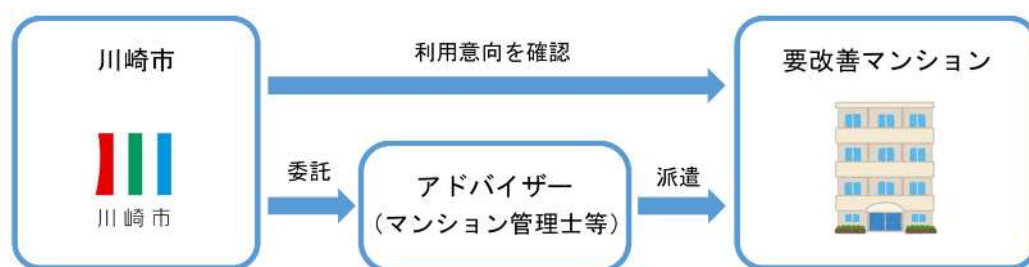 川崎市
利用意向を確認
要改善マンション
川崎市
委託
アドバイザー
（マンション管理士等）
派遣